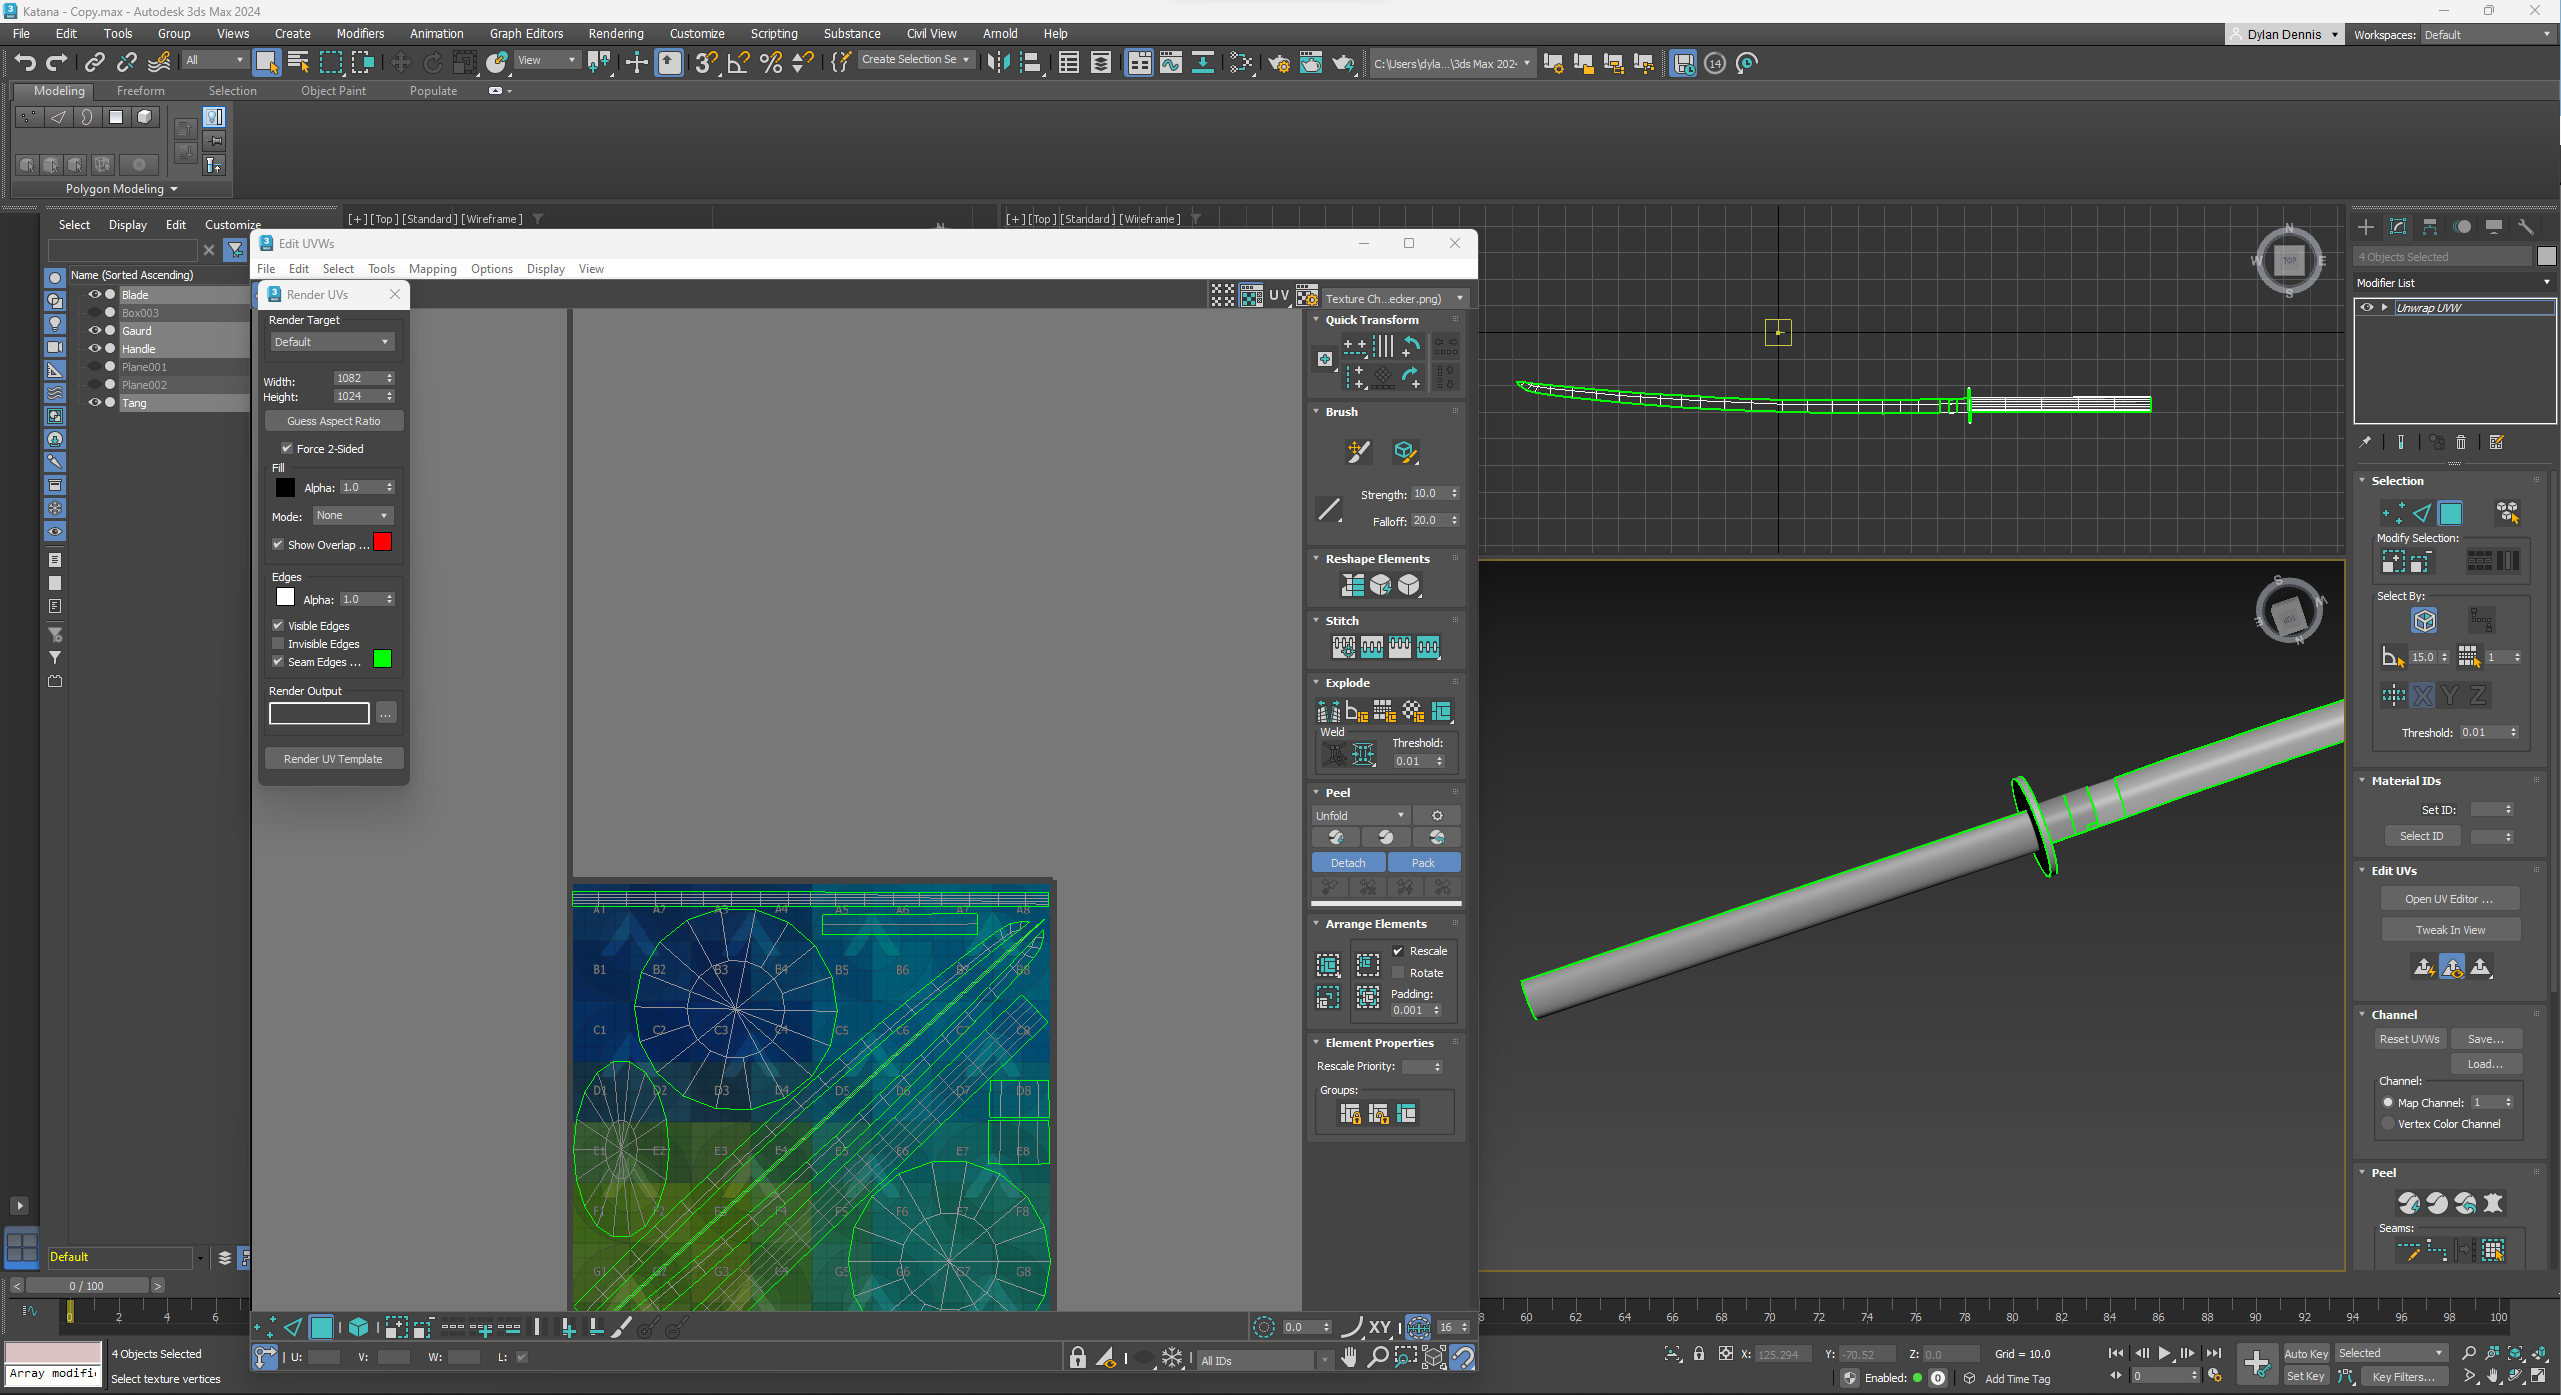 Katana - Copy.max - Autodesk 3ds Max 2024
File Edit Tools Group Views Create Modifiers Animation Graph Editors Rendering Customize Scripting Substance Civil View Arnold Help
Dylan Dennis Workspaces: Default
All View Create Selection Se C:\Users\dyla...\3ds Max 202 14
Modeling Freeform Selection Object Paint Populate
Polygon Modeling
Select Display Edit Customize
[+] [Top] [Standard] [Wireframe]
[+] [Top] [Standard] [Wireframe]
Name (Sorted Ascending)
Blade
Box003
Gaurd
Handle
Plane001
Plane002
Tang
Edit UVWs
File Edit Select Tools Mapping Options Display View
UV Texture Ch...ecker.png)
Render UVs
Render Target
Default
Width: 1082
Height: 1024
Guess Aspect Ratio
Force 2-Sided
Fill
Alpha: 1.0
Mode: None
Show Overlap ...
Edges
Alpha: 1.0
Visible Edges
Invisible Edges
Seam Edges ...
Render Output
...
Render UV Template
A1 A2 A3 A4 A5 A6 A7 A8
B1 B2 B3 B4 B5 B6 B7 B8
C1 C2 C3 C4 C5 C6 C7 C8
D1 D2 D3 D4 D5 D6 D7 D8
E1 E2 E3 E4 E5 E6 E7 E8
F1 F2 F3 F4 F5 F6 F7 F8
G1 G2 G3 G4 G5 G6 G7 G8
Quick Transform
Brush
Strength: 10.0
Falloff: 20.0
Reshape Elements
Stitch
Explode
Weld
Threshold:
0.01
Peel
Unfold
Detach Pack
Arrange Elements
Rescale
Rotate
Padding:
0.001
Element Properties
Rescale Priority:
Groups:
0.0 XY 16
U: V: W: L: All IDs
N
W TOP E
S
S
W
E TOP
N
4 Objects Selected
Modifier List
Unwrap UVW
Selection
Modify Selection:
Select By:
15.0 1
X Y Z
Threshold: 0.01
Material IDs
Set ID:
Select ID
Edit UVs
Open UV Editor ...
Tweak In View
Channel
Reset UVWs Save...
Load...
Channel:
Map Channel: 1
Vertex Color Channel
Peel
Seams:
Default
< 0 / 100 >
0 2 4 6
60 62 64 66 68 70 72 74 76 78 80 82 84 86 88 90 92 94 96 98 100
4 Objects Selected
Array modifi
Select texture vertices
X: 125.294 Y: -70.52 Z: 0.0 Grid = 10.0
Enabled: 0 Add Time Tag
0
Auto Key Selected
Set Key Key Filters...